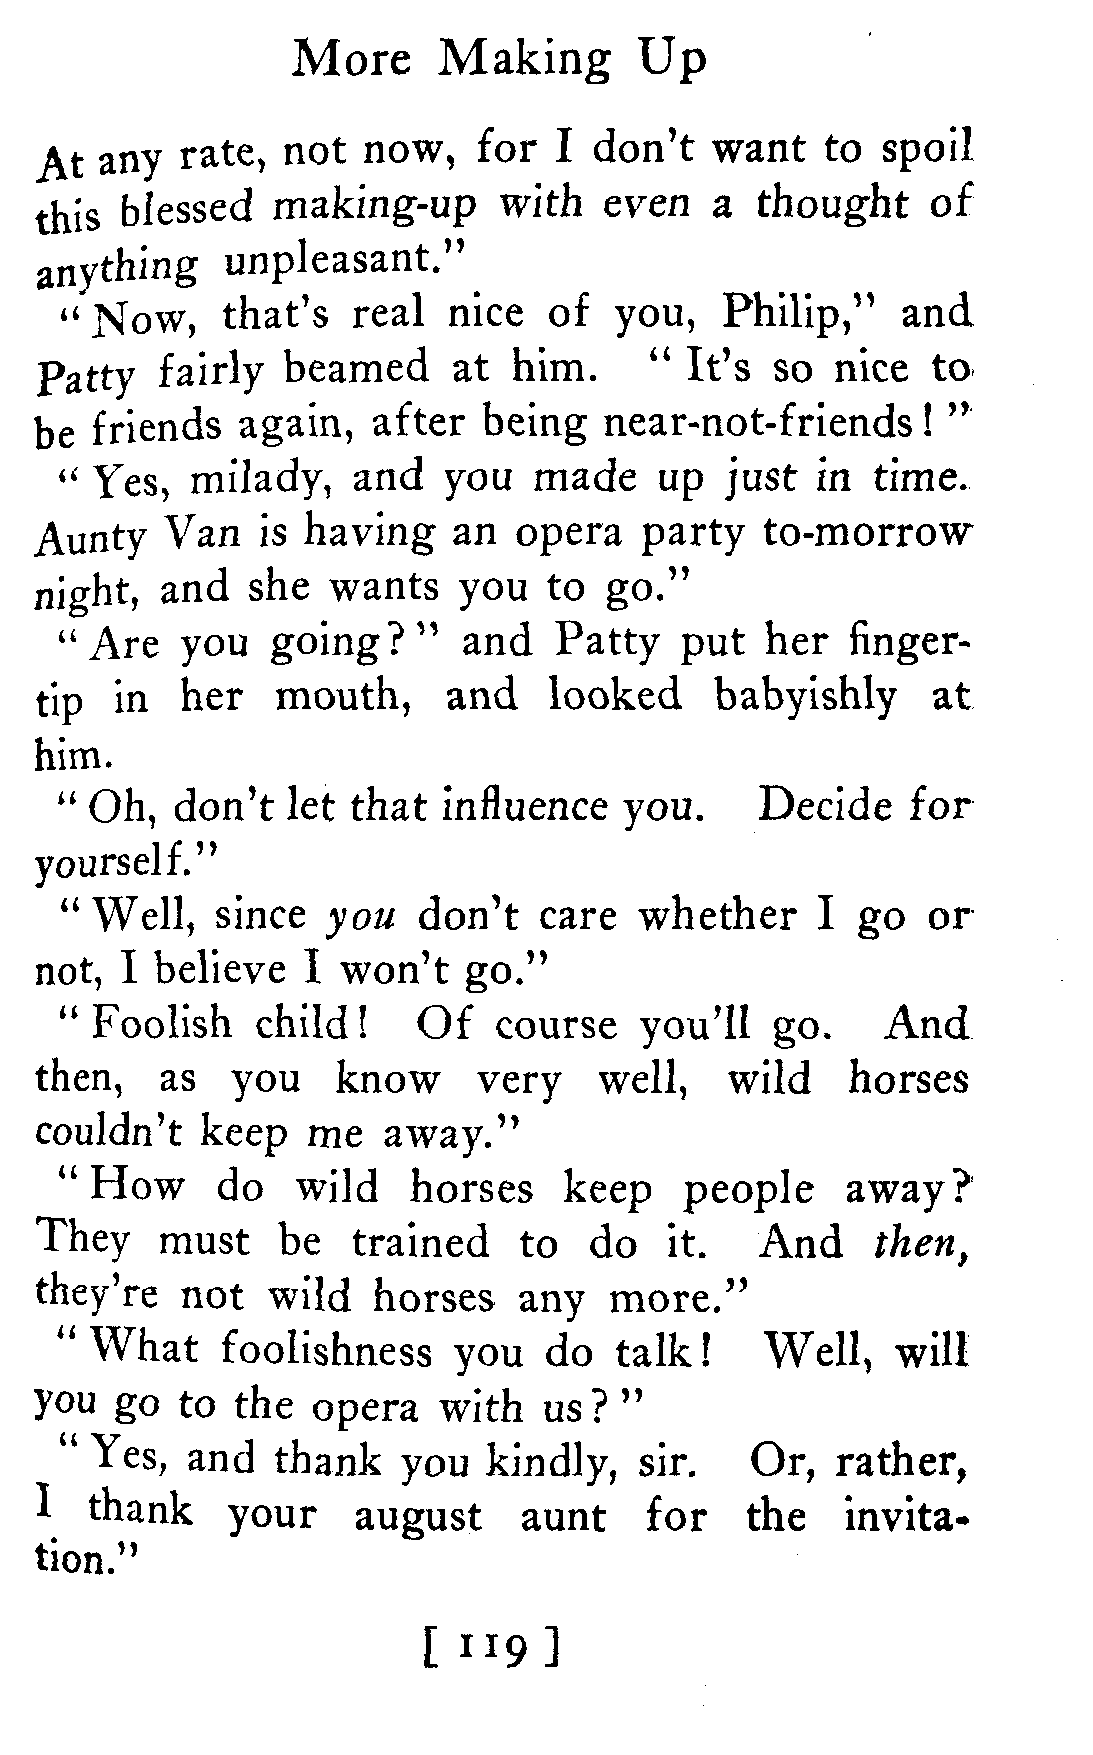 More Making Up
At any rate, not now, for I don't want to spoil
this blessed making-up with even a thought of
anything unpleasant."
"Now, that's real nice of you, Philip," and
Patty fairly beamed at him. "It's so nice to
be friends again, after being near-not-friends!"
"Yes, milady, and you made up just in time.
Aunty Van is having an opera party to-morrow
night, and she wants you to go."
"Are you going?" and Patty put her finger-
tip in her mouth, and looked babyishly at
him.
"Oh, don't let that influence you. Decide for
yourself."
"Well, since you don't care whether I go or
not, I believe I won't go."
"Foolish child! Of course you'll go. And
then, as you know very well, wild horses
couldn't keep me away."
"How do wild horses keep people away?
They must be trained to do it. And then,
they're not wild horses any more."
"What foolishness you do talk! Well, will
you go to the opera with us?"
"Yes, and thank you kindly, sir. Or, rather,
I thank your august aunt for the invita-
tion."
[ 119 ]